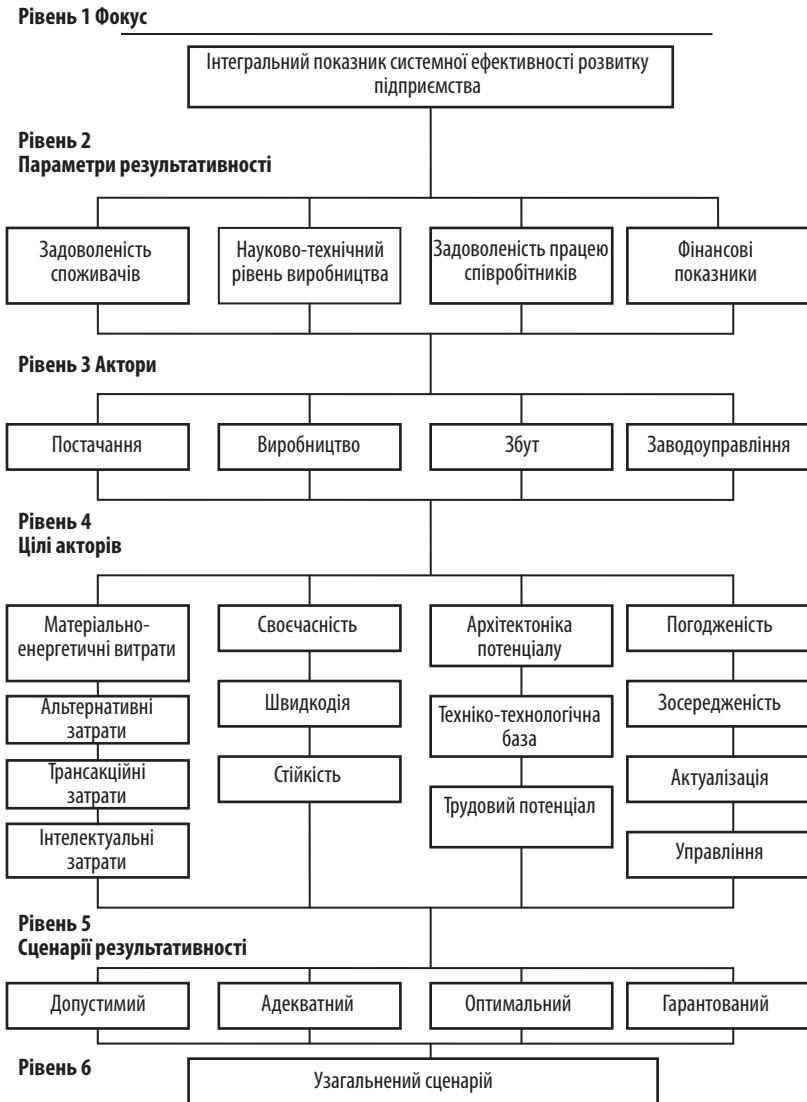 Рівень 1 Фокус
Інтегральний показник системної ефективності розвитку
підприємства
Рівень 2
Параметри результативності
Задоволеність
споживачів
Науково-технічний
рівень виробництва
Задоволеність працею
співробітників
Фінансові
показники
Рівень 3 Актори
Постачання
Виробництво
Збут
Заводоуправління
Рівень 4
Цілі акторів
Матеріально-
енергетичні витрати
Альтернативні
затрати
Трансакційні
затрати
Інтелектуальні
затрати
Своєчасність
Швидкодія
Стійкість
Архітектоніка
потенціалу
Техніко-технологічна
база
Трудовий потенціал
Погодженість
Зосередженість
Актуалізація
Управління
Рівень 5
Сценарії результативності
Допустимий
Адекватний
Оптимальний
Гарантований
Рівень 6
Узагальнений сценарій